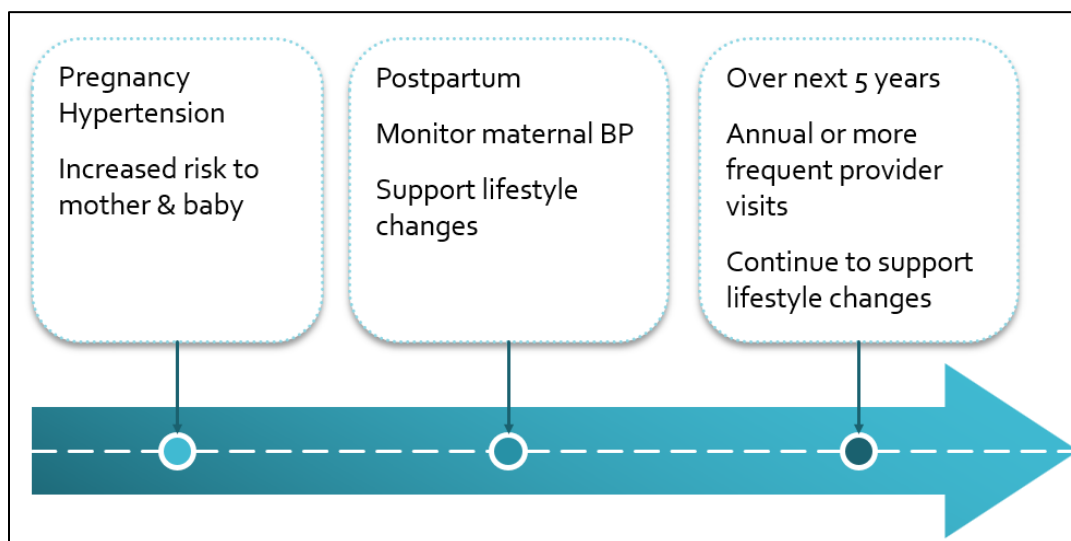 Pregnancy
Hypertension
Increased risk to
mother & baby
Postpartum
Monitor maternal BP
Support lifestyle
changes
Over next 5 years
Annual or more
frequent provider
visits
Continue to support
lifestyle changes